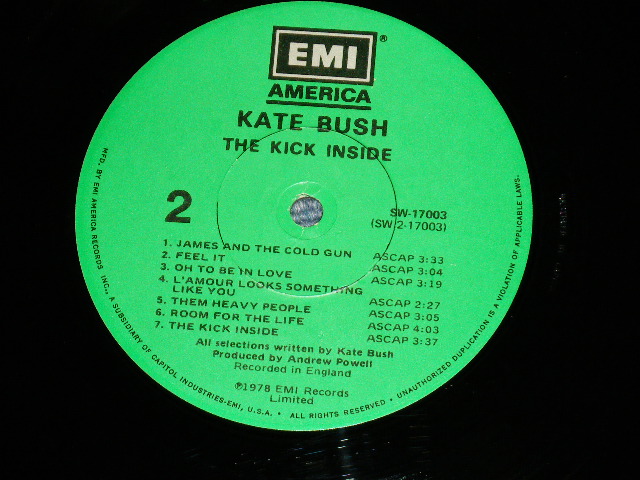 EMI ®
AMERICA
KATE BUSH
THE KICK INSIDE
2
SW-17003
(SW 2-17003)
1. JAMES AND THE COLD GUN ASCAP 3:33
2. FEEL IT ASCAP 3:04
3. OH TO BE IN LOVE ASCAP 3:19
4. L'AMOUR LOOKS SOMETHING
LIKE YOU ASCAP 2:27
5. THEM HEAVY PEOPLE ASCAP 3:05
6. ROOM FOR THE LIFE ASCAP 4:03
7. THE KICK INSIDE ASCAP 3:37
All selections written by Kate Bush
Produced by Andrew Powell
Recorded in England
℗1978 EMI Records
Limited
MFD. BY EMI AMERICA RECORDS INC., A SUBSIDIARY OF CAPITOL INDUSTRIES-EMI, U.S.A. • ALL RIGHTS RESERVED • UNAUTHORIZED DUPLICATION IS A VIOLATION OF APPLICABLE LAWS.